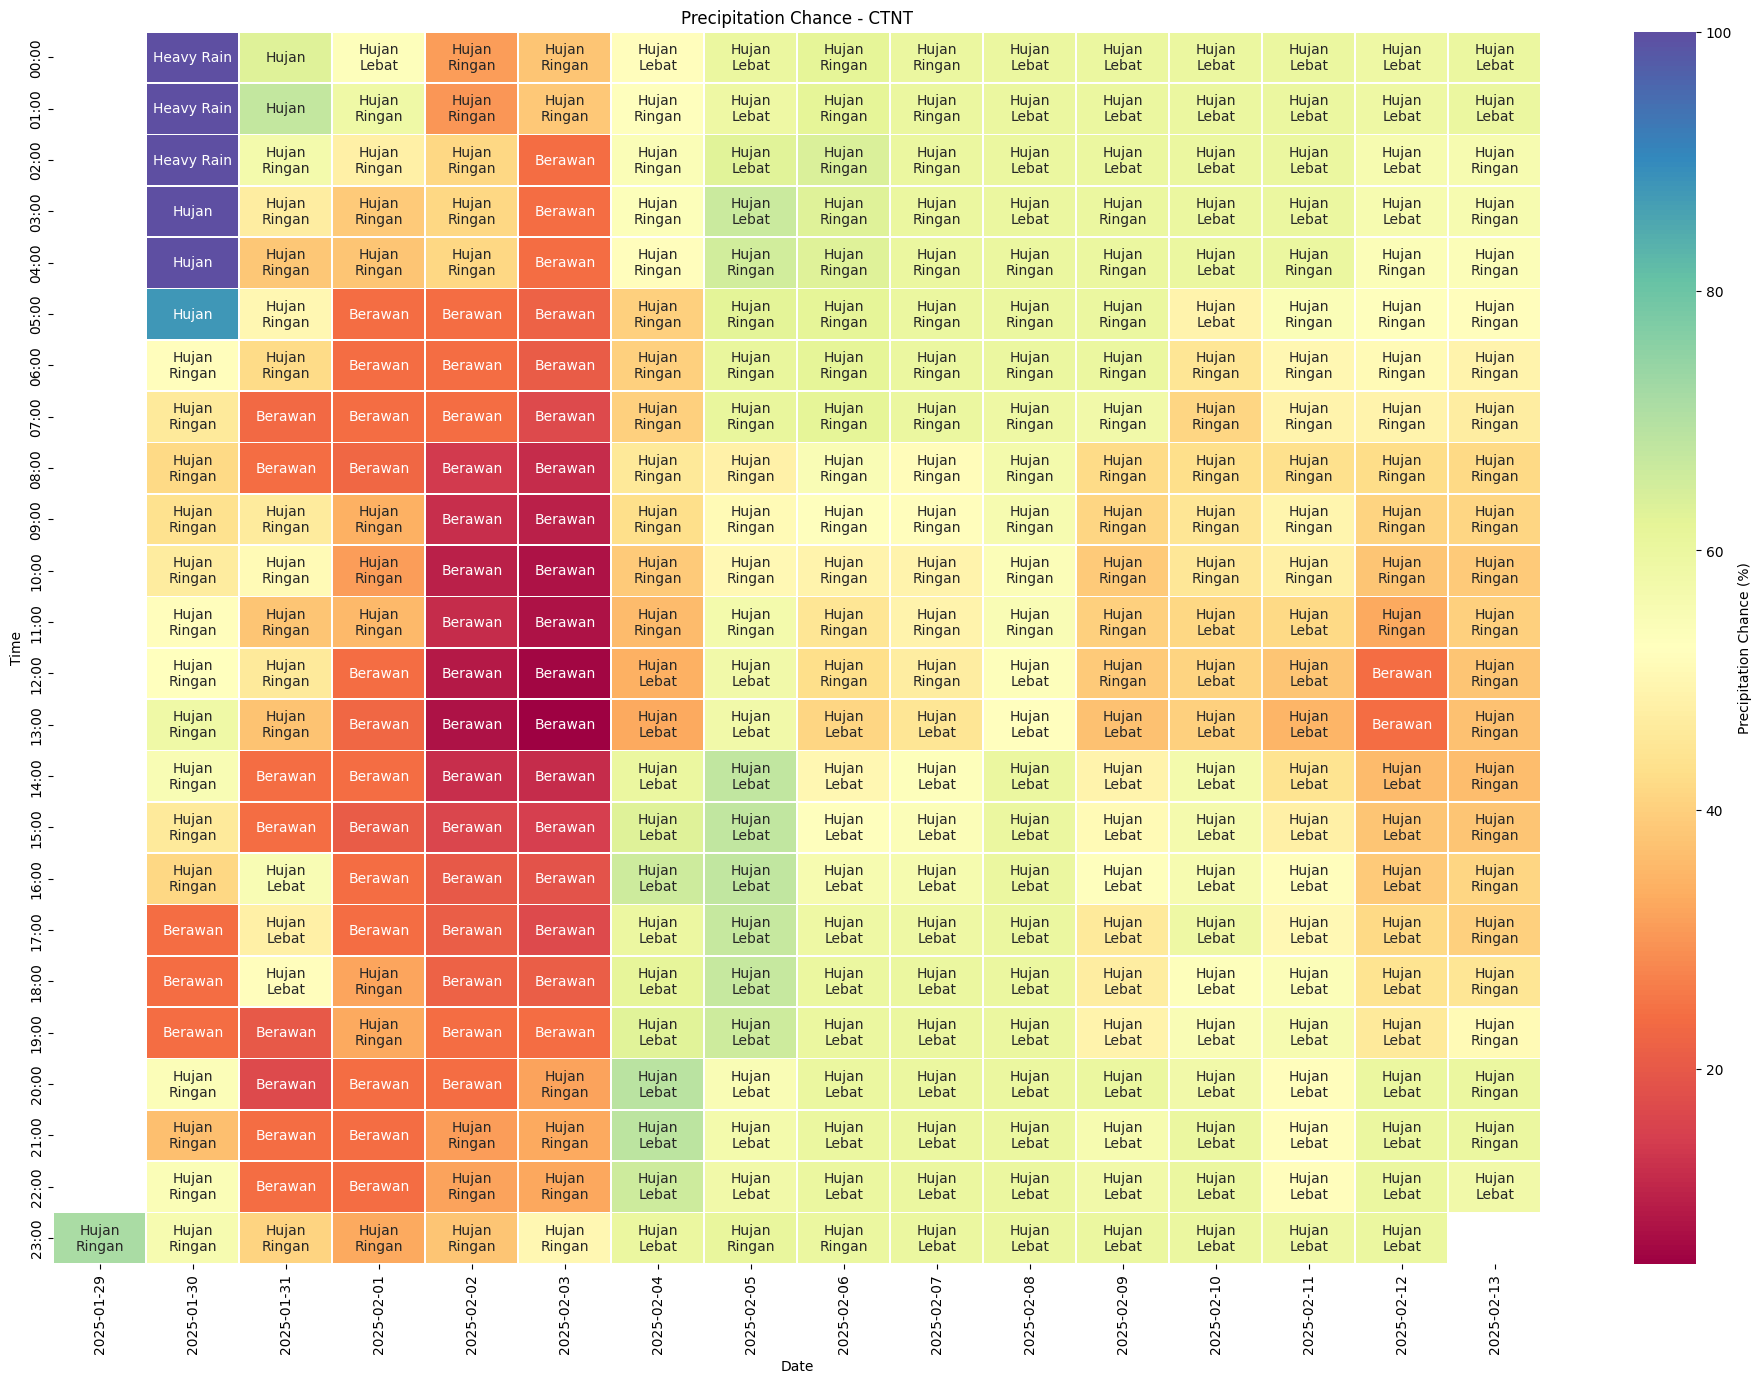 Precipitation Chance - CTNT
00:00 Heavy Rain Hujan Hujan Lebat Hujan Ringan Hujan Ringan Hujan Lebat Hujan Lebat Hujan Ringan Hujan Ringan Hujan Lebat Hujan Lebat Hujan Lebat Hujan Lebat Hujan Lebat Hujan Lebat
01:00 Heavy Rain Hujan Hujan Ringan Hujan Ringan Hujan Ringan Hujan Ringan Hujan Lebat Hujan Ringan Hujan Ringan Hujan Lebat Hujan Lebat Hujan Lebat Hujan Lebat Hujan Lebat Hujan Lebat
02:00 Heavy Rain Hujan Ringan Hujan Ringan Hujan Ringan Berawan Hujan Ringan Hujan Lebat Hujan Ringan Hujan Ringan Hujan Lebat Hujan Lebat Hujan Lebat Hujan Lebat Hujan Lebat Hujan Ringan
03:00 Hujan Hujan Ringan Hujan Ringan Hujan Ringan Berawan Hujan Ringan Hujan Lebat Hujan Ringan Hujan Ringan Hujan Lebat Hujan Ringan Hujan Lebat Hujan Lebat Hujan Lebat Hujan Ringan
04:00 Hujan Hujan Ringan Hujan Ringan Hujan Ringan Berawan Hujan Ringan Hujan Ringan Hujan Ringan Hujan Ringan Hujan Ringan Hujan Ringan Hujan Lebat Hujan Ringan Hujan Ringan Hujan Ringan
05:00 Hujan Hujan Ringan Berawan Berawan Berawan Hujan Ringan Hujan Ringan Hujan Ringan Hujan Ringan Hujan Ringan Hujan Ringan Hujan Lebat Hujan Ringan Hujan Ringan Hujan Ringan
06:00 Hujan Ringan Hujan Ringan Berawan Berawan Berawan Hujan Ringan Hujan Ringan Hujan Ringan Hujan Ringan Hujan Ringan Hujan Ringan Hujan Ringan Hujan Ringan Hujan Ringan Hujan Ringan
07:00 Hujan Ringan Berawan Berawan Berawan Berawan Hujan Ringan Hujan Ringan Hujan Ringan Hujan Ringan Hujan Ringan Hujan Ringan Hujan Ringan Hujan Ringan Hujan Ringan Hujan Ringan
08:00 Hujan Ringan Berawan Berawan Berawan Berawan Hujan Ringan Hujan Ringan Hujan Ringan Hujan Ringan Hujan Ringan Hujan Ringan Hujan Ringan Hujan Ringan Hujan Ringan Hujan Ringan
09:00 Hujan Ringan Hujan Ringan Hujan Ringan Berawan Berawan Hujan Ringan Hujan Ringan Hujan Ringan Hujan Ringan Hujan Ringan Hujan Ringan Hujan Ringan Hujan Ringan Hujan Ringan Hujan Ringan
10:00 Hujan Ringan Hujan Ringan Hujan Ringan Berawan Berawan Hujan Ringan Hujan Ringan Hujan Ringan Hujan Ringan Hujan Ringan Hujan Ringan Hujan Ringan Hujan Ringan Hujan Ringan Hujan Ringan
11:00 Hujan Ringan Hujan Ringan Hujan Ringan Berawan Berawan Hujan Ringan Hujan Ringan Hujan Ringan Hujan Ringan Hujan Ringan Hujan Ringan Hujan Lebat Hujan Lebat Hujan Ringan Hujan Ringan
12:00 Hujan Ringan Hujan Ringan Berawan Berawan Berawan Hujan Lebat Hujan Lebat Hujan Ringan Hujan Ringan Hujan Lebat Hujan Ringan Hujan Lebat Hujan Lebat Berawan Hujan Ringan
13:00 Hujan Ringan Hujan Ringan Berawan Berawan Berawan Hujan Lebat Hujan Lebat Hujan Lebat Hujan Lebat Hujan Lebat Hujan Lebat Hujan Lebat Hujan Lebat Berawan Hujan Ringan
14:00 Hujan Ringan Berawan Berawan Berawan Berawan Hujan Lebat Hujan Lebat Hujan Lebat Hujan Lebat Hujan Lebat Hujan Lebat Hujan Lebat Hujan Lebat Hujan Lebat Hujan Ringan
15:00 Hujan Ringan Berawan Berawan Berawan Berawan Hujan Lebat Hujan Lebat Hujan Lebat Hujan Lebat Hujan Lebat Hujan Lebat Hujan Lebat Hujan Lebat Hujan Lebat Hujan Ringan
16:00 Hujan Ringan Hujan Lebat Berawan Berawan Berawan Hujan Lebat Hujan Lebat Hujan Lebat Hujan Lebat Hujan Lebat Hujan Lebat Hujan Lebat Hujan Lebat Hujan Lebat Hujan Ringan
17:00 Berawan Hujan Lebat Berawan Berawan Berawan Hujan Lebat Hujan Lebat Hujan Lebat Hujan Lebat Hujan Lebat Hujan Lebat Hujan Lebat Hujan Lebat Hujan Lebat Hujan Ringan
18:00 Berawan Hujan Lebat Hujan Ringan Berawan Berawan Hujan Lebat Hujan Lebat Hujan Lebat Hujan Lebat Hujan Lebat Hujan Lebat Hujan Lebat Hujan Lebat Hujan Lebat Hujan Ringan
19:00 Berawan Berawan Hujan Ringan Berawan Berawan Hujan Lebat Hujan Lebat Hujan Lebat Hujan Lebat Hujan Lebat Hujan Lebat Hujan Lebat Hujan Lebat Hujan Lebat Hujan Ringan
20:00 Hujan Ringan Berawan Berawan Berawan Hujan Ringan Hujan Lebat Hujan Lebat Hujan Lebat Hujan Lebat Hujan Lebat Hujan Lebat Hujan Lebat Hujan Lebat Hujan Lebat Hujan Ringan
21:00 Hujan Ringan Berawan Berawan Hujan Ringan Hujan Ringan Hujan Lebat Hujan Lebat Hujan Lebat Hujan Lebat Hujan Lebat Hujan Lebat Hujan Lebat Hujan Lebat Hujan Lebat Hujan Ringan
22:00 Hujan Ringan Berawan Berawan Hujan Ringan Hujan Ringan Hujan Lebat Hujan Lebat Hujan Lebat Hujan Lebat Hujan Lebat Hujan Lebat Hujan Lebat Hujan Lebat Hujan Lebat Hujan Lebat
23:00 Hujan Ringan Hujan Ringan Hujan Ringan Hujan Ringan Hujan Ringan Hujan Ringan Hujan Lebat Hujan Ringan Hujan Ringan Hujan Lebat Hujan Lebat Hujan Lebat Hujan Lebat Hujan Lebat Hujan Lebat
2025-01-29 2025-01-30 2025-01-31 2025-02-01 2025-02-02 2025-02-03 2025-02-04 2025-02-05 2025-02-06 2025-02-07 2025-02-08 2025-02-09 2025-02-10 2025-02-11 2025-02-12 2025-02-13
Date
Time
100
80
60
40
20
Precipitation Chance (%)